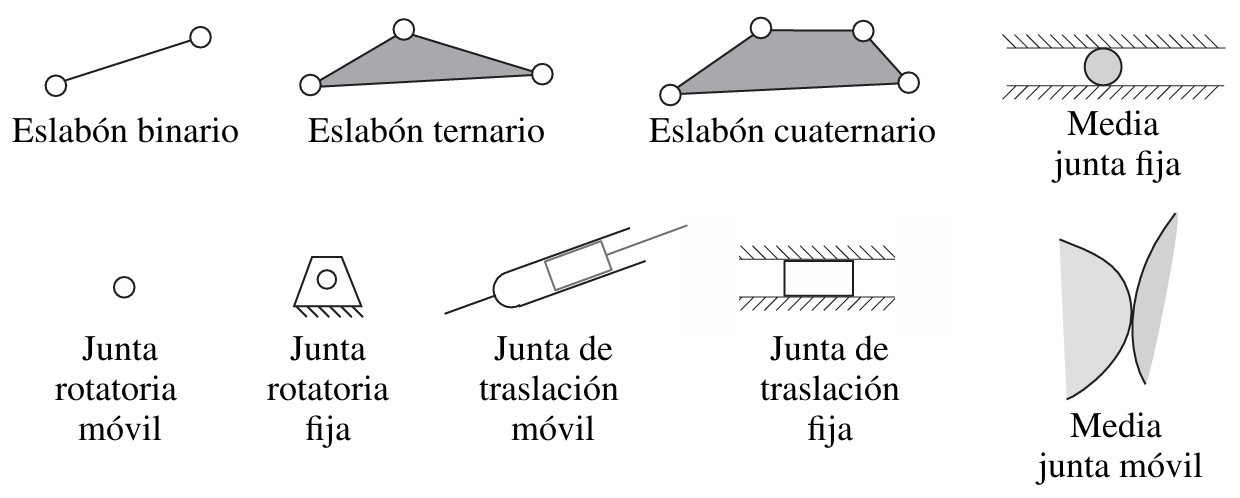 Eslabón binario
Eslabón ternario
Eslabón cuaternario
Media
junta fija
Junta
rotatoria
móvil
Junta
rotatoria
fija
Junta de
traslación
móvil
Junta de
traslación
fija
Media
junta móvil